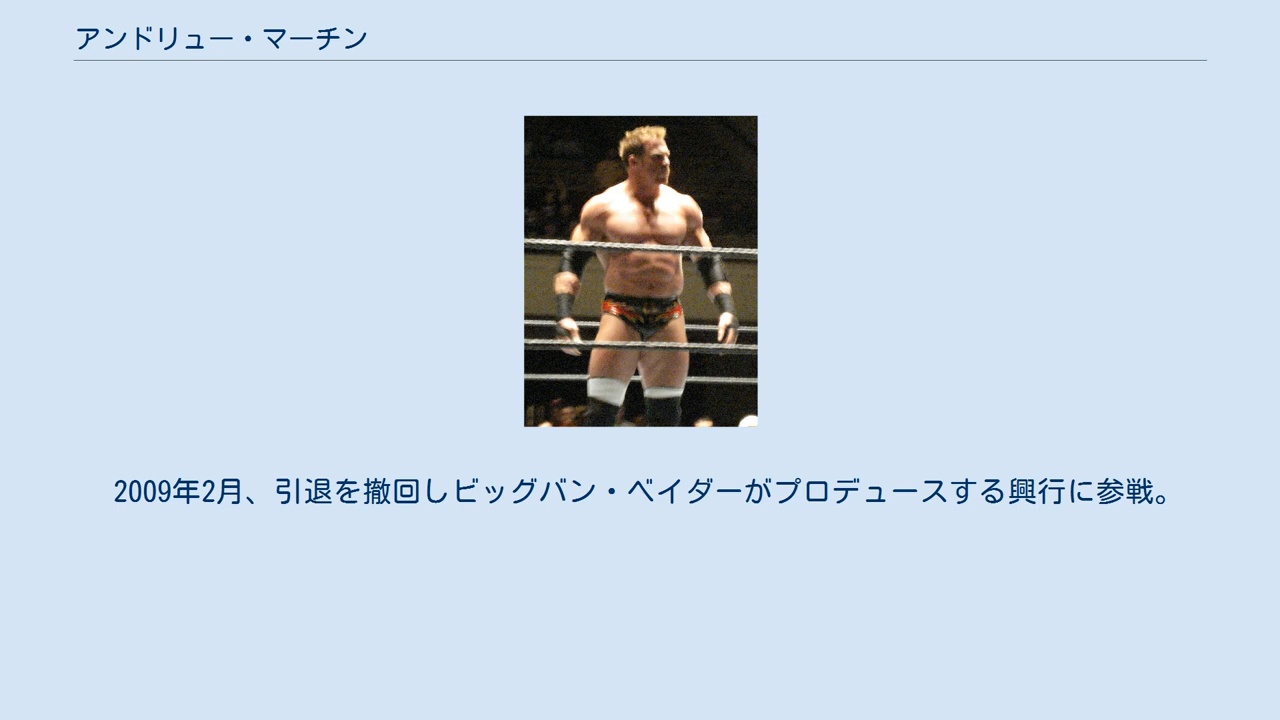 アンドリュー・マーチン
2009年2月、引退を撤回しビッグバン・ベイダーがプロデュースする興行に参戦。